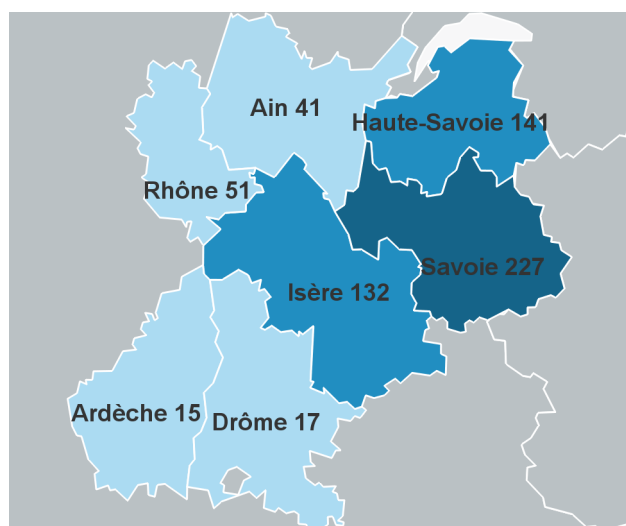 Ain 41
Haute-Savoie 141
Rhône 51
Savoie 227
Isère 132
Ardèche 15
Drôme 17